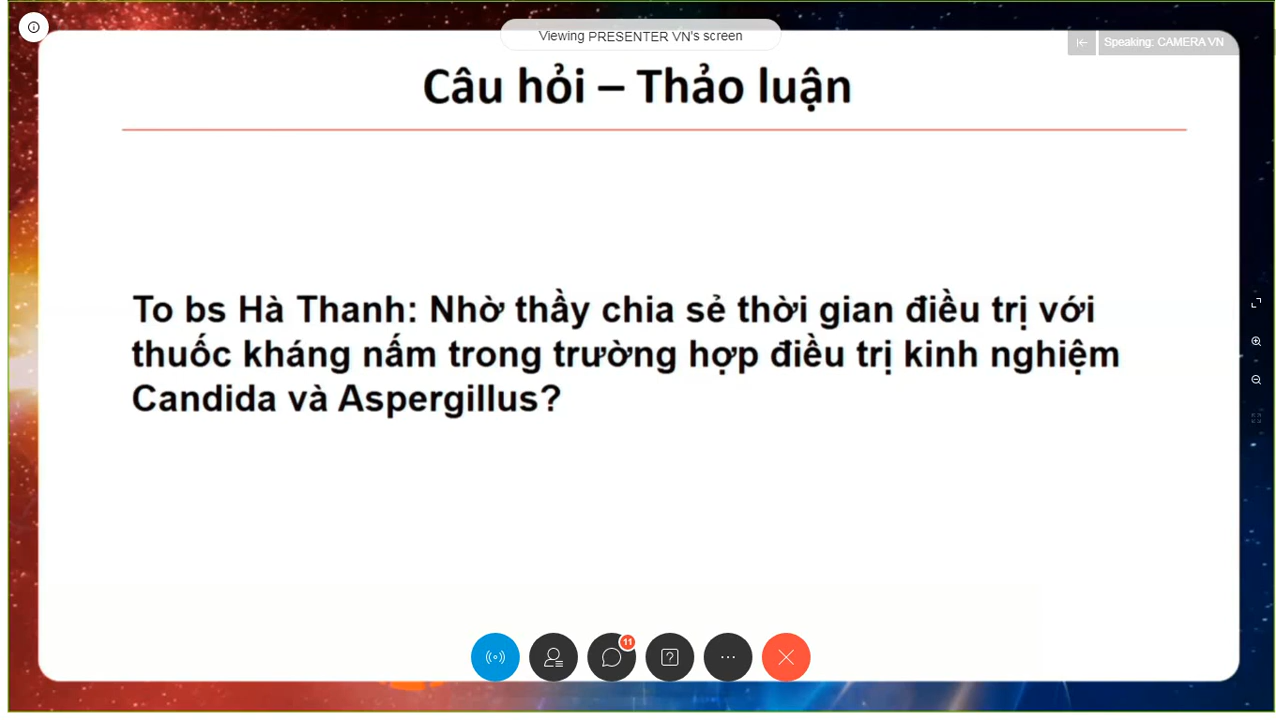 Viewing PRESENTER VN's screen
Speaking: CAMERA VN
Câu hỏi – Thảo luận
To bs Hà Thanh: Nhờ thầy chia sẻ thời gian điều trị với
thuốc kháng nấm trong trường hợp điều trị kinh nghiệm
Candida và Aspergillus?
11